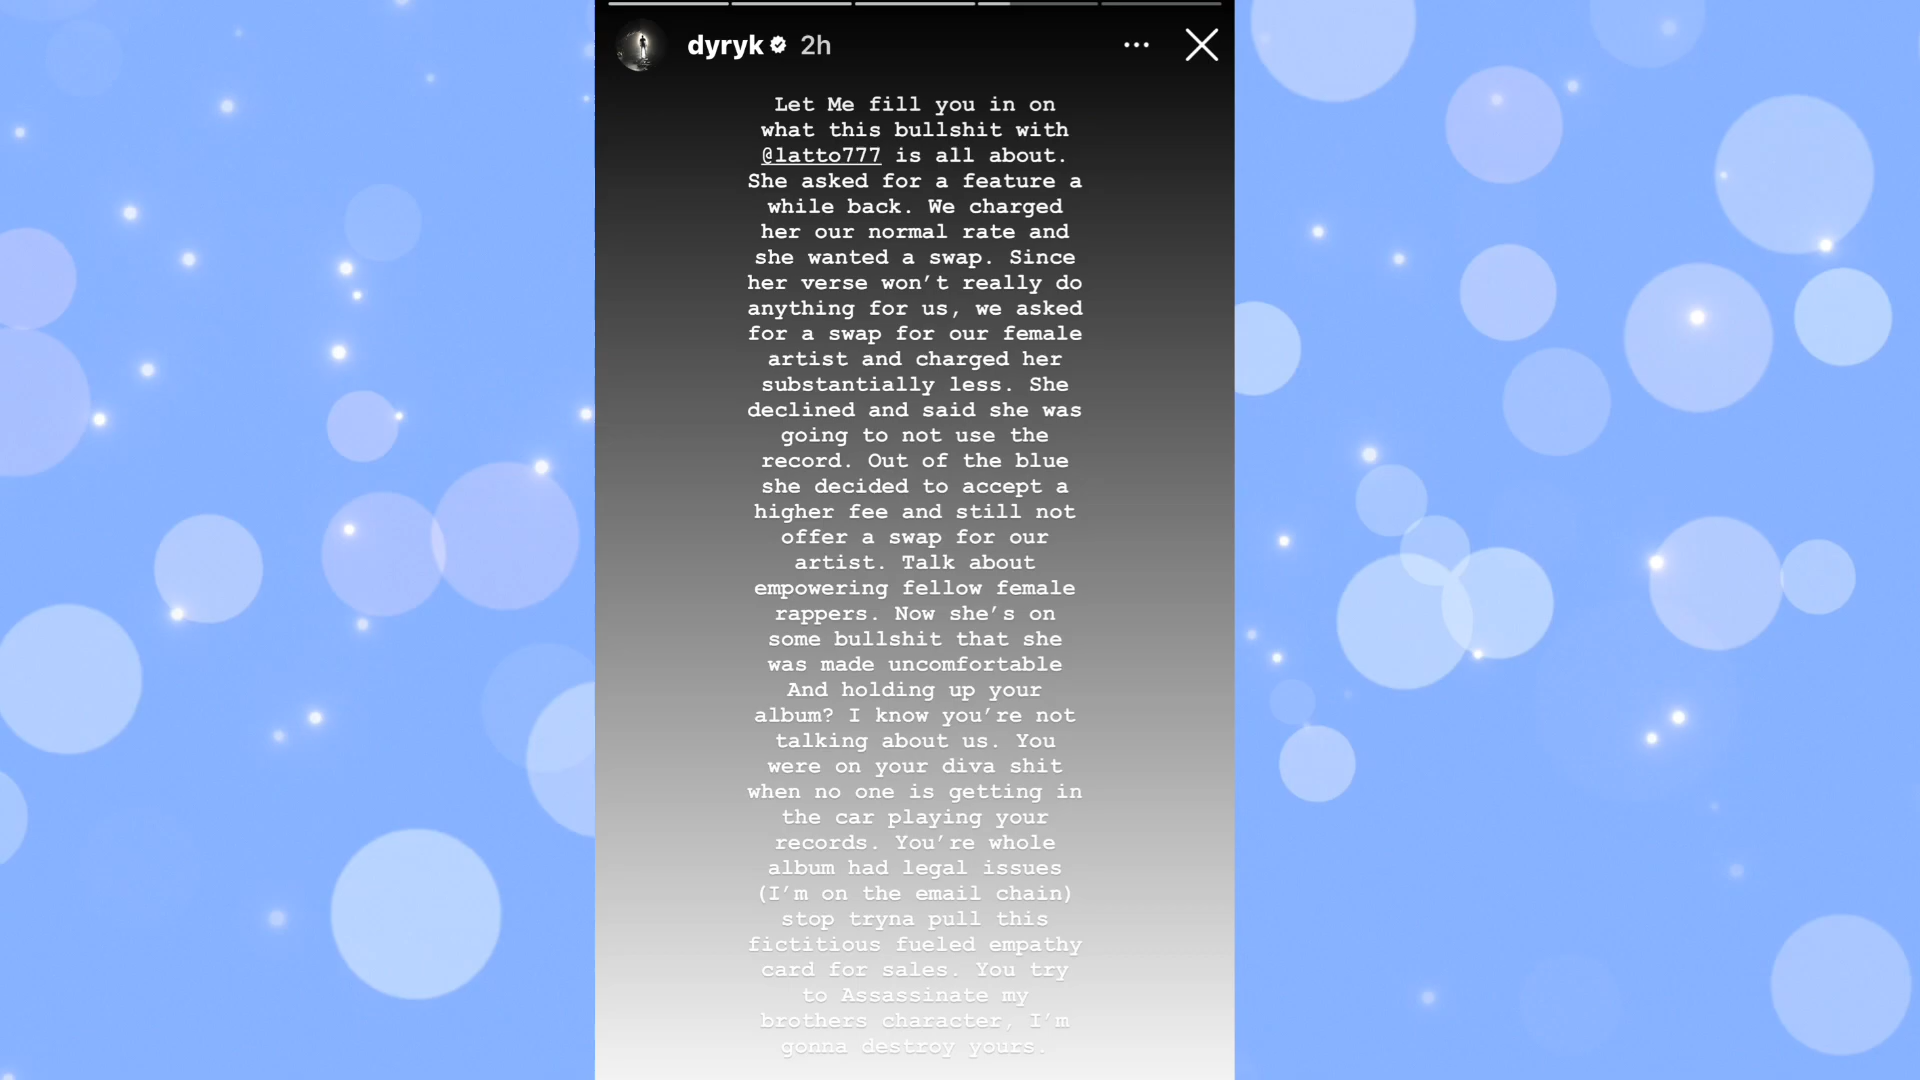 dyryk 2h
Let Me fill you in on
what this bullshit with
@latto777 is all about.
She asked for a feature a
while back. We charged
her our normal rate and
she wanted a swap. Since
her verse won’t really do
anything for us, we asked
for a swap for our female
artist and charged her
substantially less. She
declined and said she was
going to not use the
record. Out of the blue
she decided to accept a
higher fee and still not
offer a swap for our
artist. Talk about
empowering fellow female
rappers. Now she’s on
some bullshit that she
was made uncomfortable
And holding up your
album? I know you’re not
talking about us. You
were on your diva shit
when no one is getting in
the car playing your
records. You’re whole
album had legal issues
(I’m on the email chain)
stop tryna pull this
fictitious fueled empathy
card for sales. You try
to Assassinate my
brothers character, I’m
gonna destroy yours.